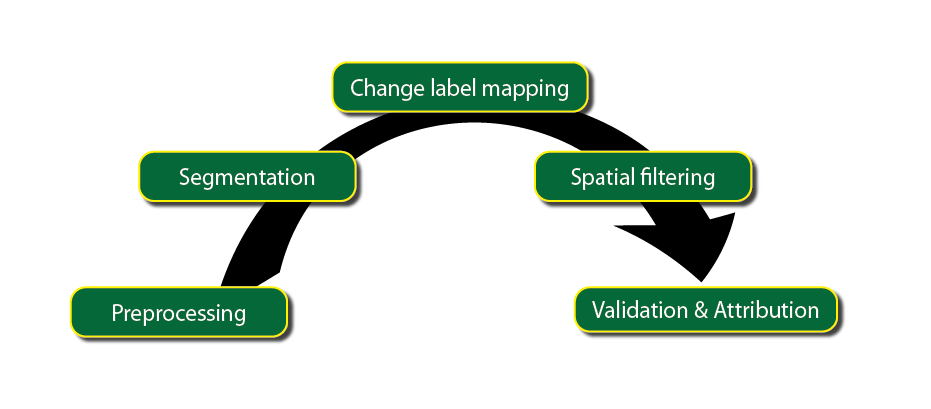 Change label mapping
Segmentation
Spatial filtering
Preprocessing
Validation & Attribution